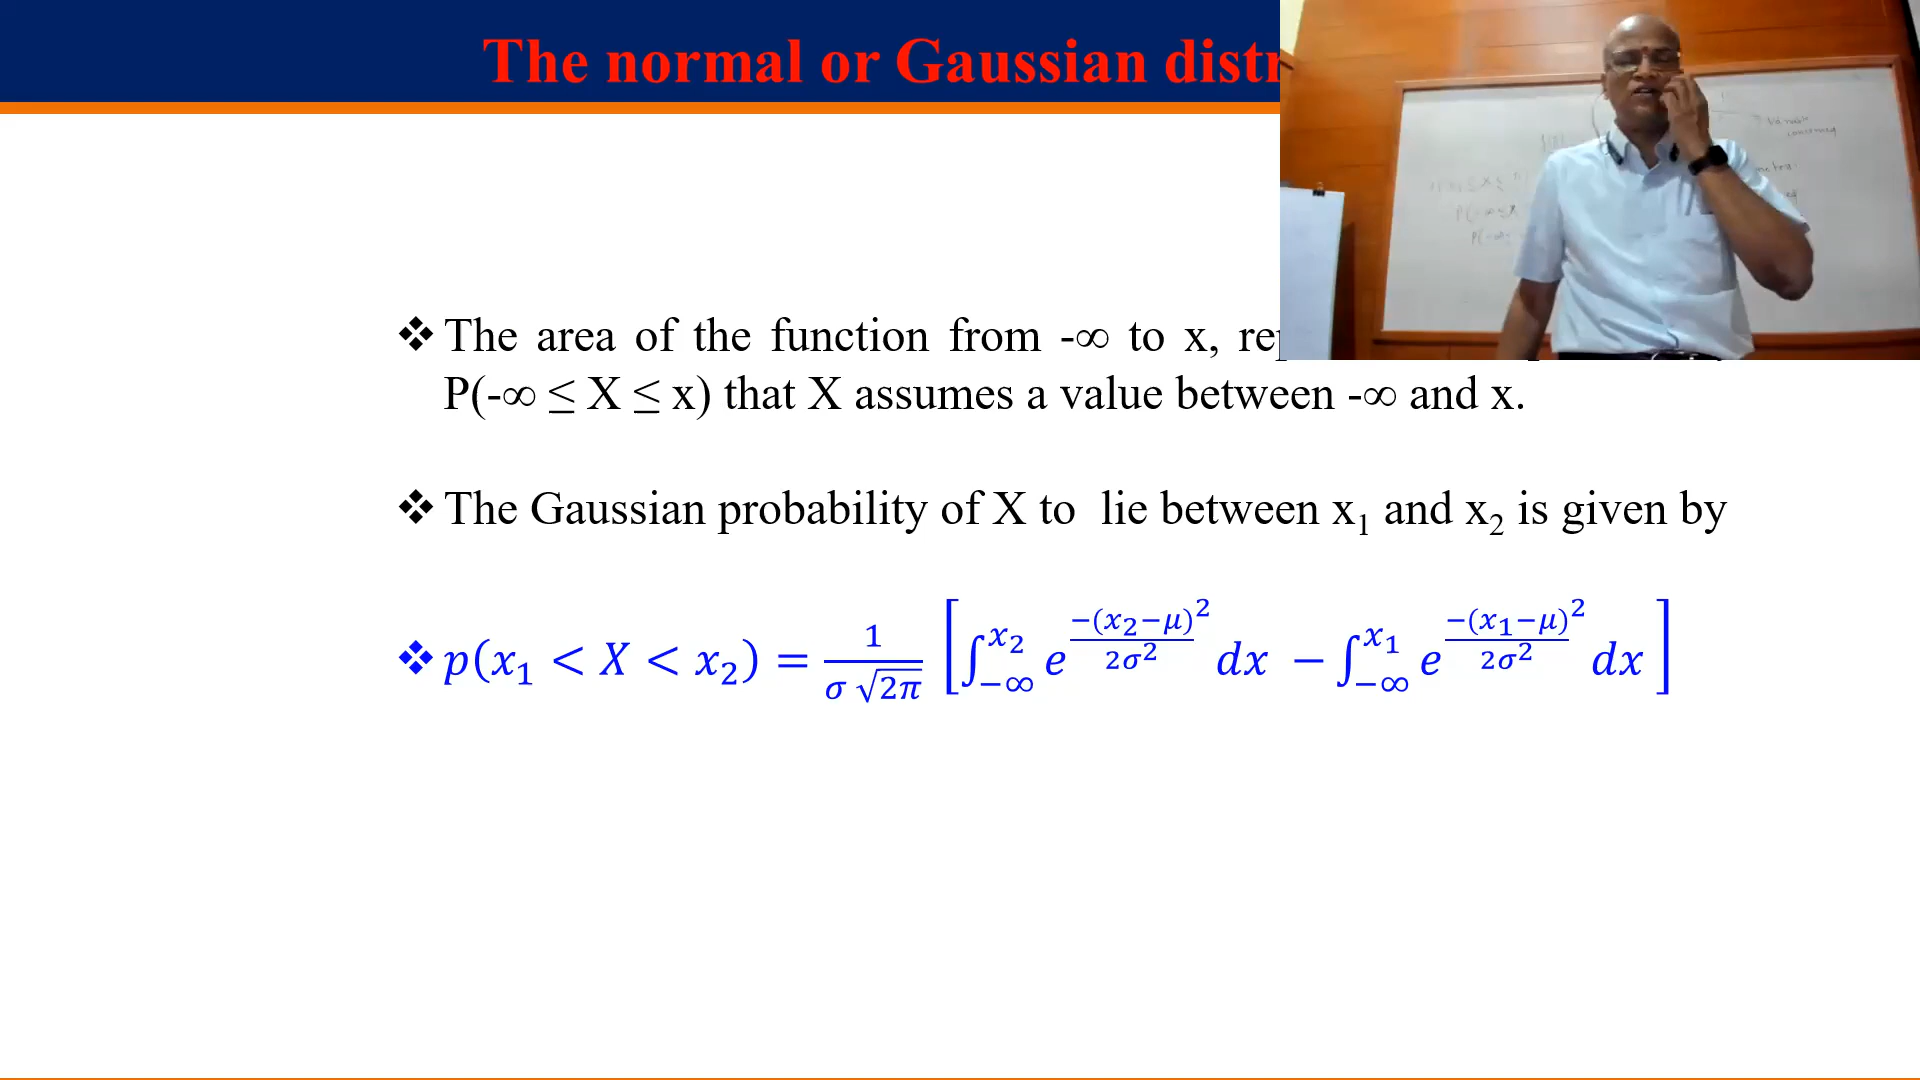 The normal or Gaussian distr
❖ The area of the function from -∞ to x,
P(-∞ ≤ X ≤ x) that X assumes a value between -∞ and x.
❖ The Gaussian probability of X to lie between x₁ and x₂ is given by
❖ p(x₁ < X < x₂) = 1/(σ √2π) [∫_{-∞}^{x₂} e^{-(x₂-μ)²/2σ²} dx − ∫_{-∞}^{x₁} e^{-(x₁-μ)²/2σ²} dx]